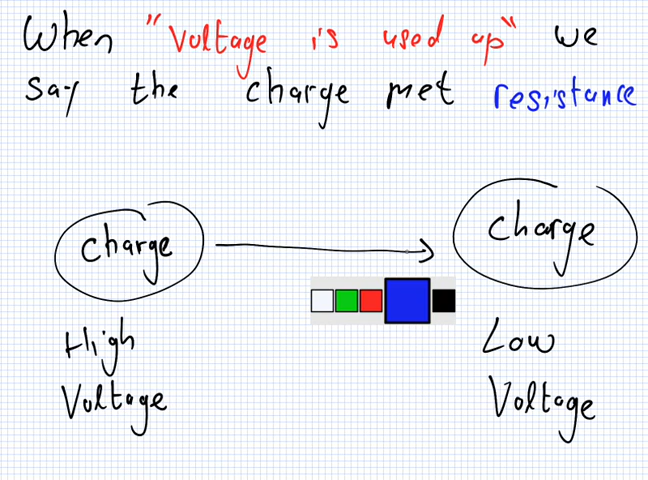 When "Voltage is used up" we
say the charge met resistance
charge charge
High Low
Voltage Voltage